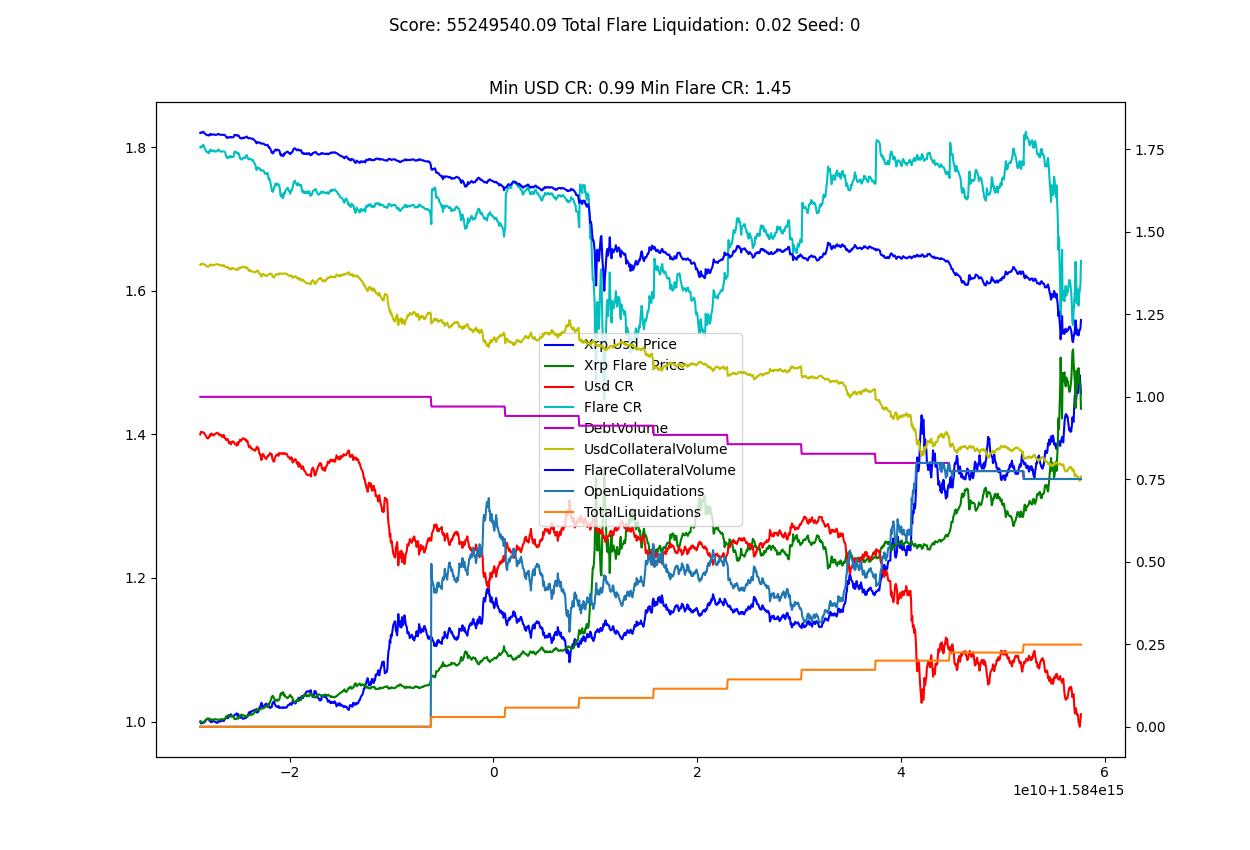 Score: 55249540.09 Total Flare Liquidation: 0.02 Seed: 0
Min USD CR: 0.99 Min Flare CR: 1.45
1.8
1.6
1.4
1.2
1.0
1.75
1.50
1.25
1.00
0.75
0.50
0.25
0.00
Xrp Usd Price
Xrp Flare Price
Usd CR
Flare CR
DebtVolume
UsdCollateralVolume
FlareCollateralVolume
OpenLiquidations
TotalLiquidations
−2 0 2 4 6
1e10+1.584e15